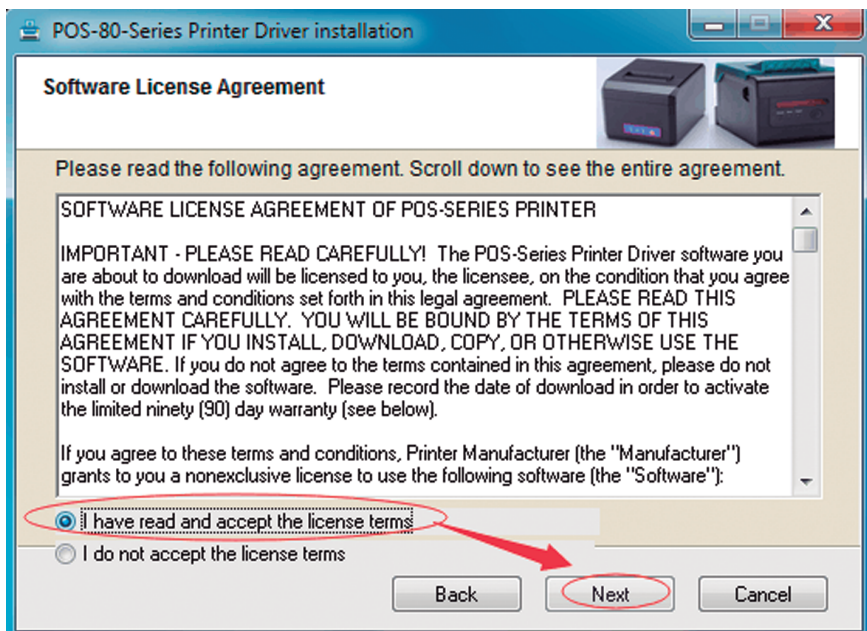 POS-80-Series Printer Driver installation
Software License Agreement
Please read the following agreement. Scroll down to see the entire agreement.
SOFTWARE LICENSE AGREEMENT OF POS-SERIES PRINTER
IMPORTANT - PLEASE READ CAREFULLY!  The POS-Series Printer Driver software you
are about to download will be licensed to you, the licensee, on the condition that you agree
with the terms and conditions set forth in this legal agreement.  PLEASE READ THIS
AGREEMENT CAREFULLY.  YOU WILL BE BOUND BY THE TERMS OF THIS
AGREEMENT IF YOU INSTALL, DOWNLOAD, COPY, OR OTHERWISE USE THE
SOFTWARE. If you do not agree to the terms contained in this agreement, please do not
install or download the software.  Please record the date of download in order to activate
the limited ninety (90) day warranty (see below).
If you agree to these terms and conditions, Printer Manufacturer (the "Manufacturer")
grants to you a nonexclusive license to use the following software (the "Software"):
I have read and accept the license terms
I do not accept the license terms
Back
Next
Cancel